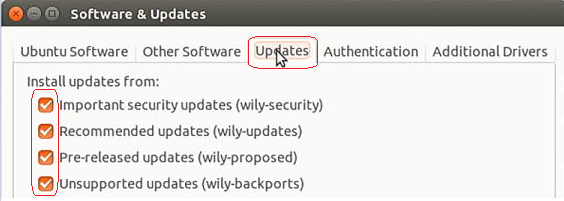 Software & Updates
Ubuntu Software Other Software Updates Authentication Additional Drivers
Install updates from:
Important security updates (wily-security)
Recommended updates (wily-updates)
Pre-released updates (wily-proposed)
Unsupported updates (wily-backports)